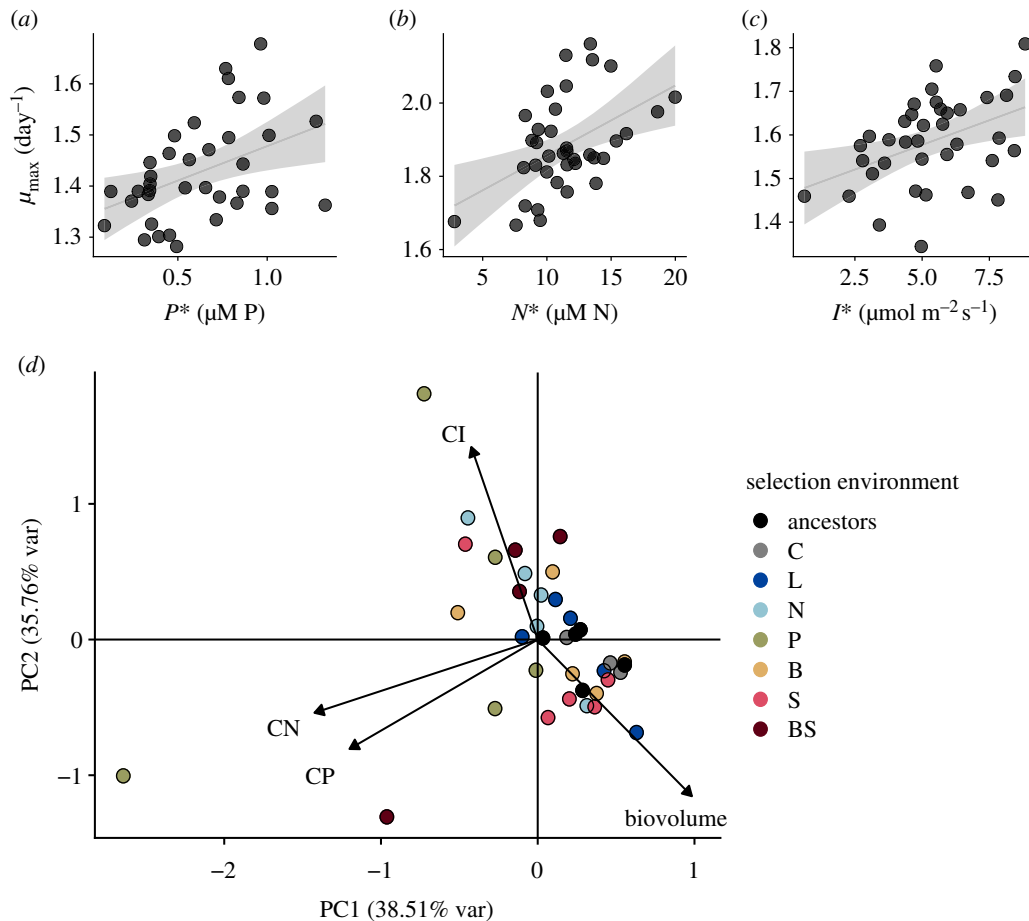 (a)
(b)
(c)
μmax (day−1)
1.6
1.5
1.4
1.3
0.5
1.0
P* (μM P)
2.0
1.8
1.6
5
10
15
20
N* (μM N)
1.8
1.7
1.6
1.5
1.4
2.5
5.0
7.5
I* (μmol m−2 s−1)
(d)
PC2 (35.76% var)
1
0
−1
CI
CN
CP
biovolume
−2
−1
0
1
PC1 (38.51% var)
selection environment
ancestors
C
L
N
P
B
S
BS